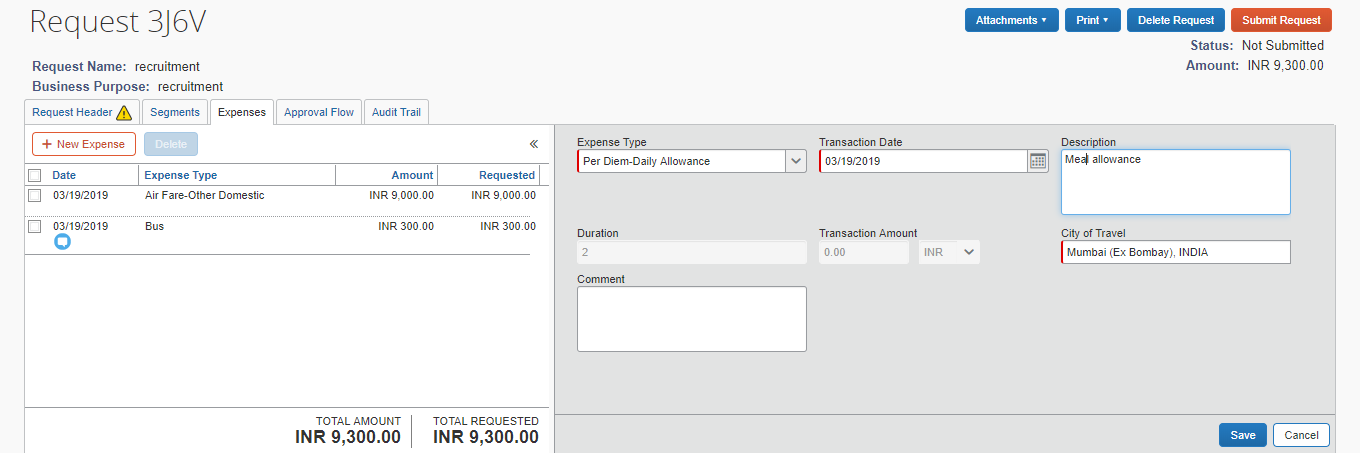 Request 3J6V
Attachments Print Delete Request Submit Request
Status: Not Submitted
Amount: INR 9,300.00
Request Name: recruitment
Business Purpose: recruitment
Request Header Segments Expenses Approval Flow Audit Trail
+ New Expense Delete «
Date Expense Type Amount Requested
03/19/2019 Air Fare-Other Domestic INR 9,000.00 INR 9,000.00
03/19/2019 Bus INR 300.00 INR 300.00
TOTAL AMOUNT TOTAL REQUESTED
INR 9,300.00 INR 9,300.00
Expense Type Transaction Date Description
Per Diem-Daily Allowance 03/19/2019 Meal allowance
Duration Transaction Amount City of Travel
2 0.00 INR Mumbai (Ex Bombay), INDIA
Comment
Save Cancel